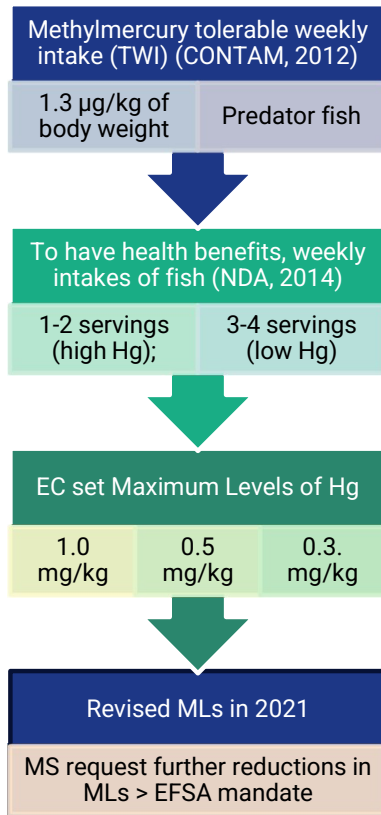 Methylmercury tolerable weekly
intake (TWI) (CONTAM, 2012)
1.3 µg/kg of
body weight
Predator fish
To have health benefits, weekly
intakes of fish (NDA, 2014)
1-2 servings
(high Hg);
3-4 servings
(low Hg)
EC set Maximum Levels of Hg
1.0
mg/kg
0.5
mg/kg
0.3.
mg/kg
Revised MLs in 2021
MS request further reductions in
MLs > EFSA mandate